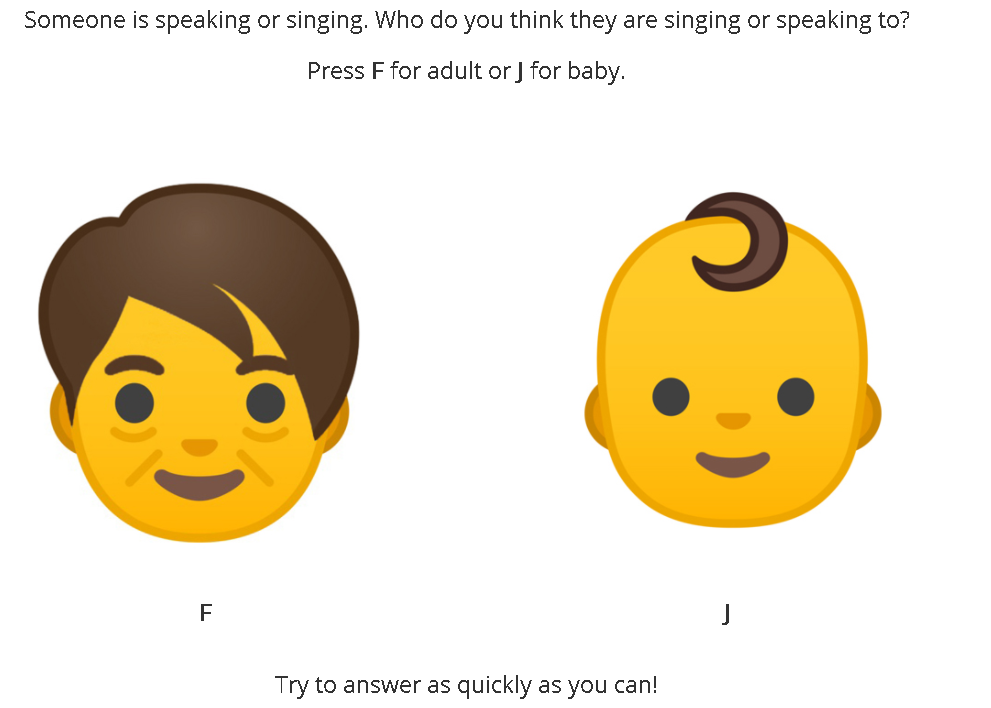 Someone is speaking or singing. Who do you think they are singing or speaking to?
Press F for adult or J for baby.
F
J
Try to answer as quickly as you can!